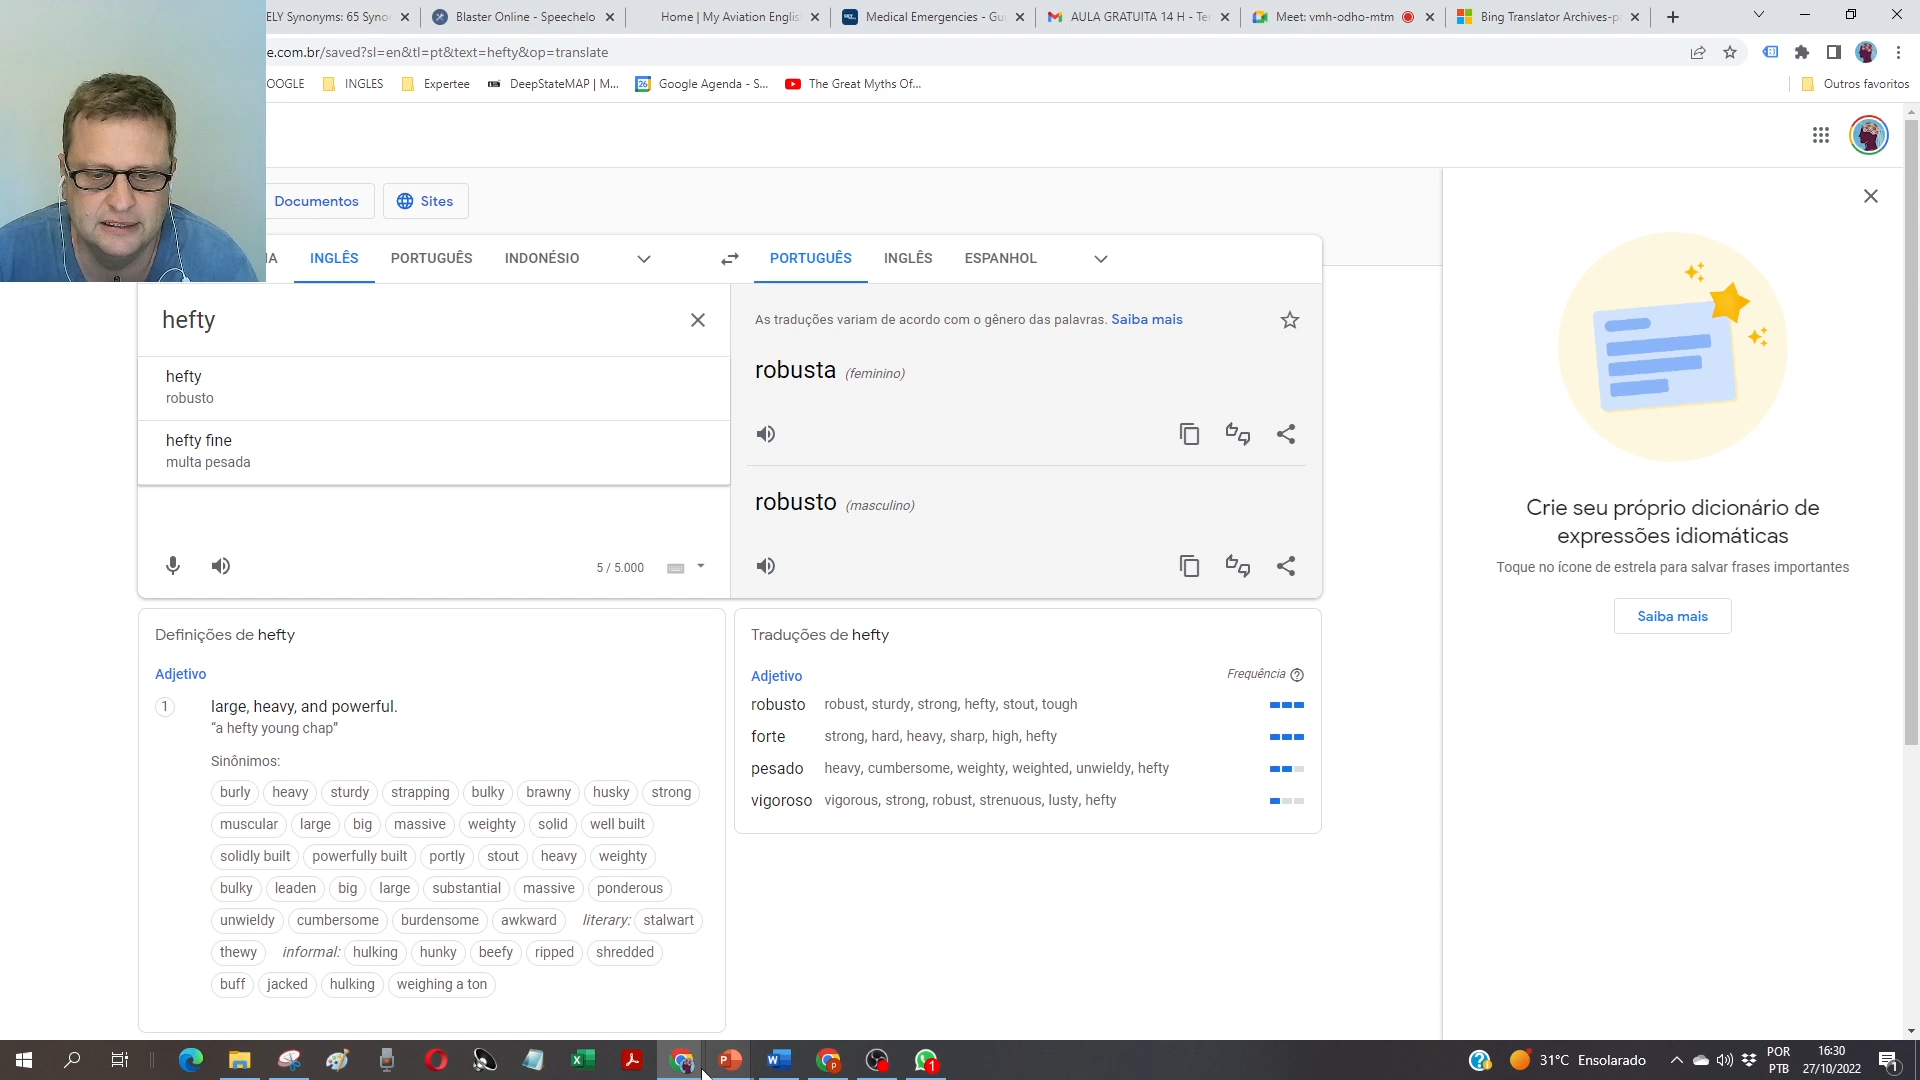 ELY Synonyms: 65 Syno
Blaster Online - Speechelo
Home | My Aviation Englis
Medical Emergencies - Gui
AULA GRATUITA 14 H - Te
Meet: vmh-odho-mtm
Bing Translator Archives-p
e.com.br/saved?sl=en&tl=pt&text=hefty&op=translate
OOGLE
INGLES
Expertee
DeepStateMAP | M...
Google Agenda - S...
The Great Myths Of...
Outros favoritos
Documentos
Sites
IA
INGLÊS
PORTUGUÊS
INDONÉSIO
PORTUGUÊS
INGLÊS
ESPANHOL
hefty
hefty
robusto
hefty fine
multa pesada
5 / 5.000
As traduções variam de acordo com o gênero das palavras. Saiba mais
robusta (feminino)
robusto (masculino)
Crie seu próprio dicionário de
expressões idiomáticas
Toque no ícone de estrela para salvar frases importantes
Saiba mais
Definições de hefty
Adjetivo
1 large, heavy, and powerful.
“a hefty young chap”
Sinônimos:
burly heavy sturdy strapping bulky brawny husky strong
muscular large big massive weighty solid well built
solidly built powerfully built portly stout heavy weighty
bulky leaden big large substantial massive ponderous
unwieldy cumbersome burdensome awkward literary: stalwart
thewy informal: hulking hunky beefy ripped shredded
buff jacked hulking weighing a ton
Traduções de hefty
Adjetivo Frequência
robusto robust, sturdy, strong, hefty, stout, tough
forte strong, hard, heavy, sharp, high, hefty
pesado heavy, cumbersome, weighty, weighted, unwieldy, hefty
vigoroso vigorous, strong, robust, strenuous, lusty, hefty
31°C Ensolarado
POR
PTB
16:30
27/10/2022